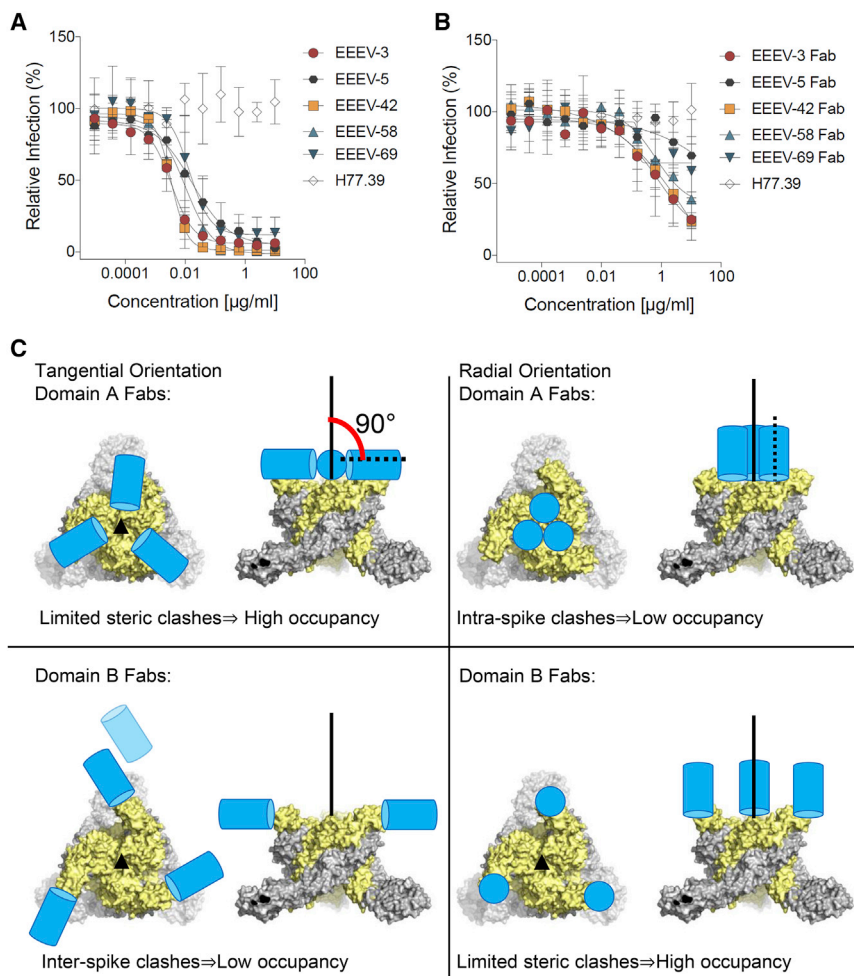 A
150
100
50
0
Relative Infection (%)
0.0001
0.01
1
100
Concentration [µg/ml]
EEEV-3
EEEV-5
EEEV-42
EEEV-58
EEEV-69
H77.39
B
150
100
50
0
Relative Infection (%)
0.0001
0.01
1
100
Concentration [µg/ml]
EEEV-3 Fab
EEEV-5 Fab
EEEV-42 Fab
EEEV-58 Fab
EEEV-69 Fab
H77.39
C
Tangential Orientation
Domain A Fabs:
90°
Limited steric clashes⇒ High occupancy
Radial Orientation
Domain A Fabs:
Intra-spike clashes⇒Low occupancy
Domain B Fabs:
Inter-spike clashes⇒Low occupancy
Domain B Fabs:
Limited steric clashes⇒High occupancy